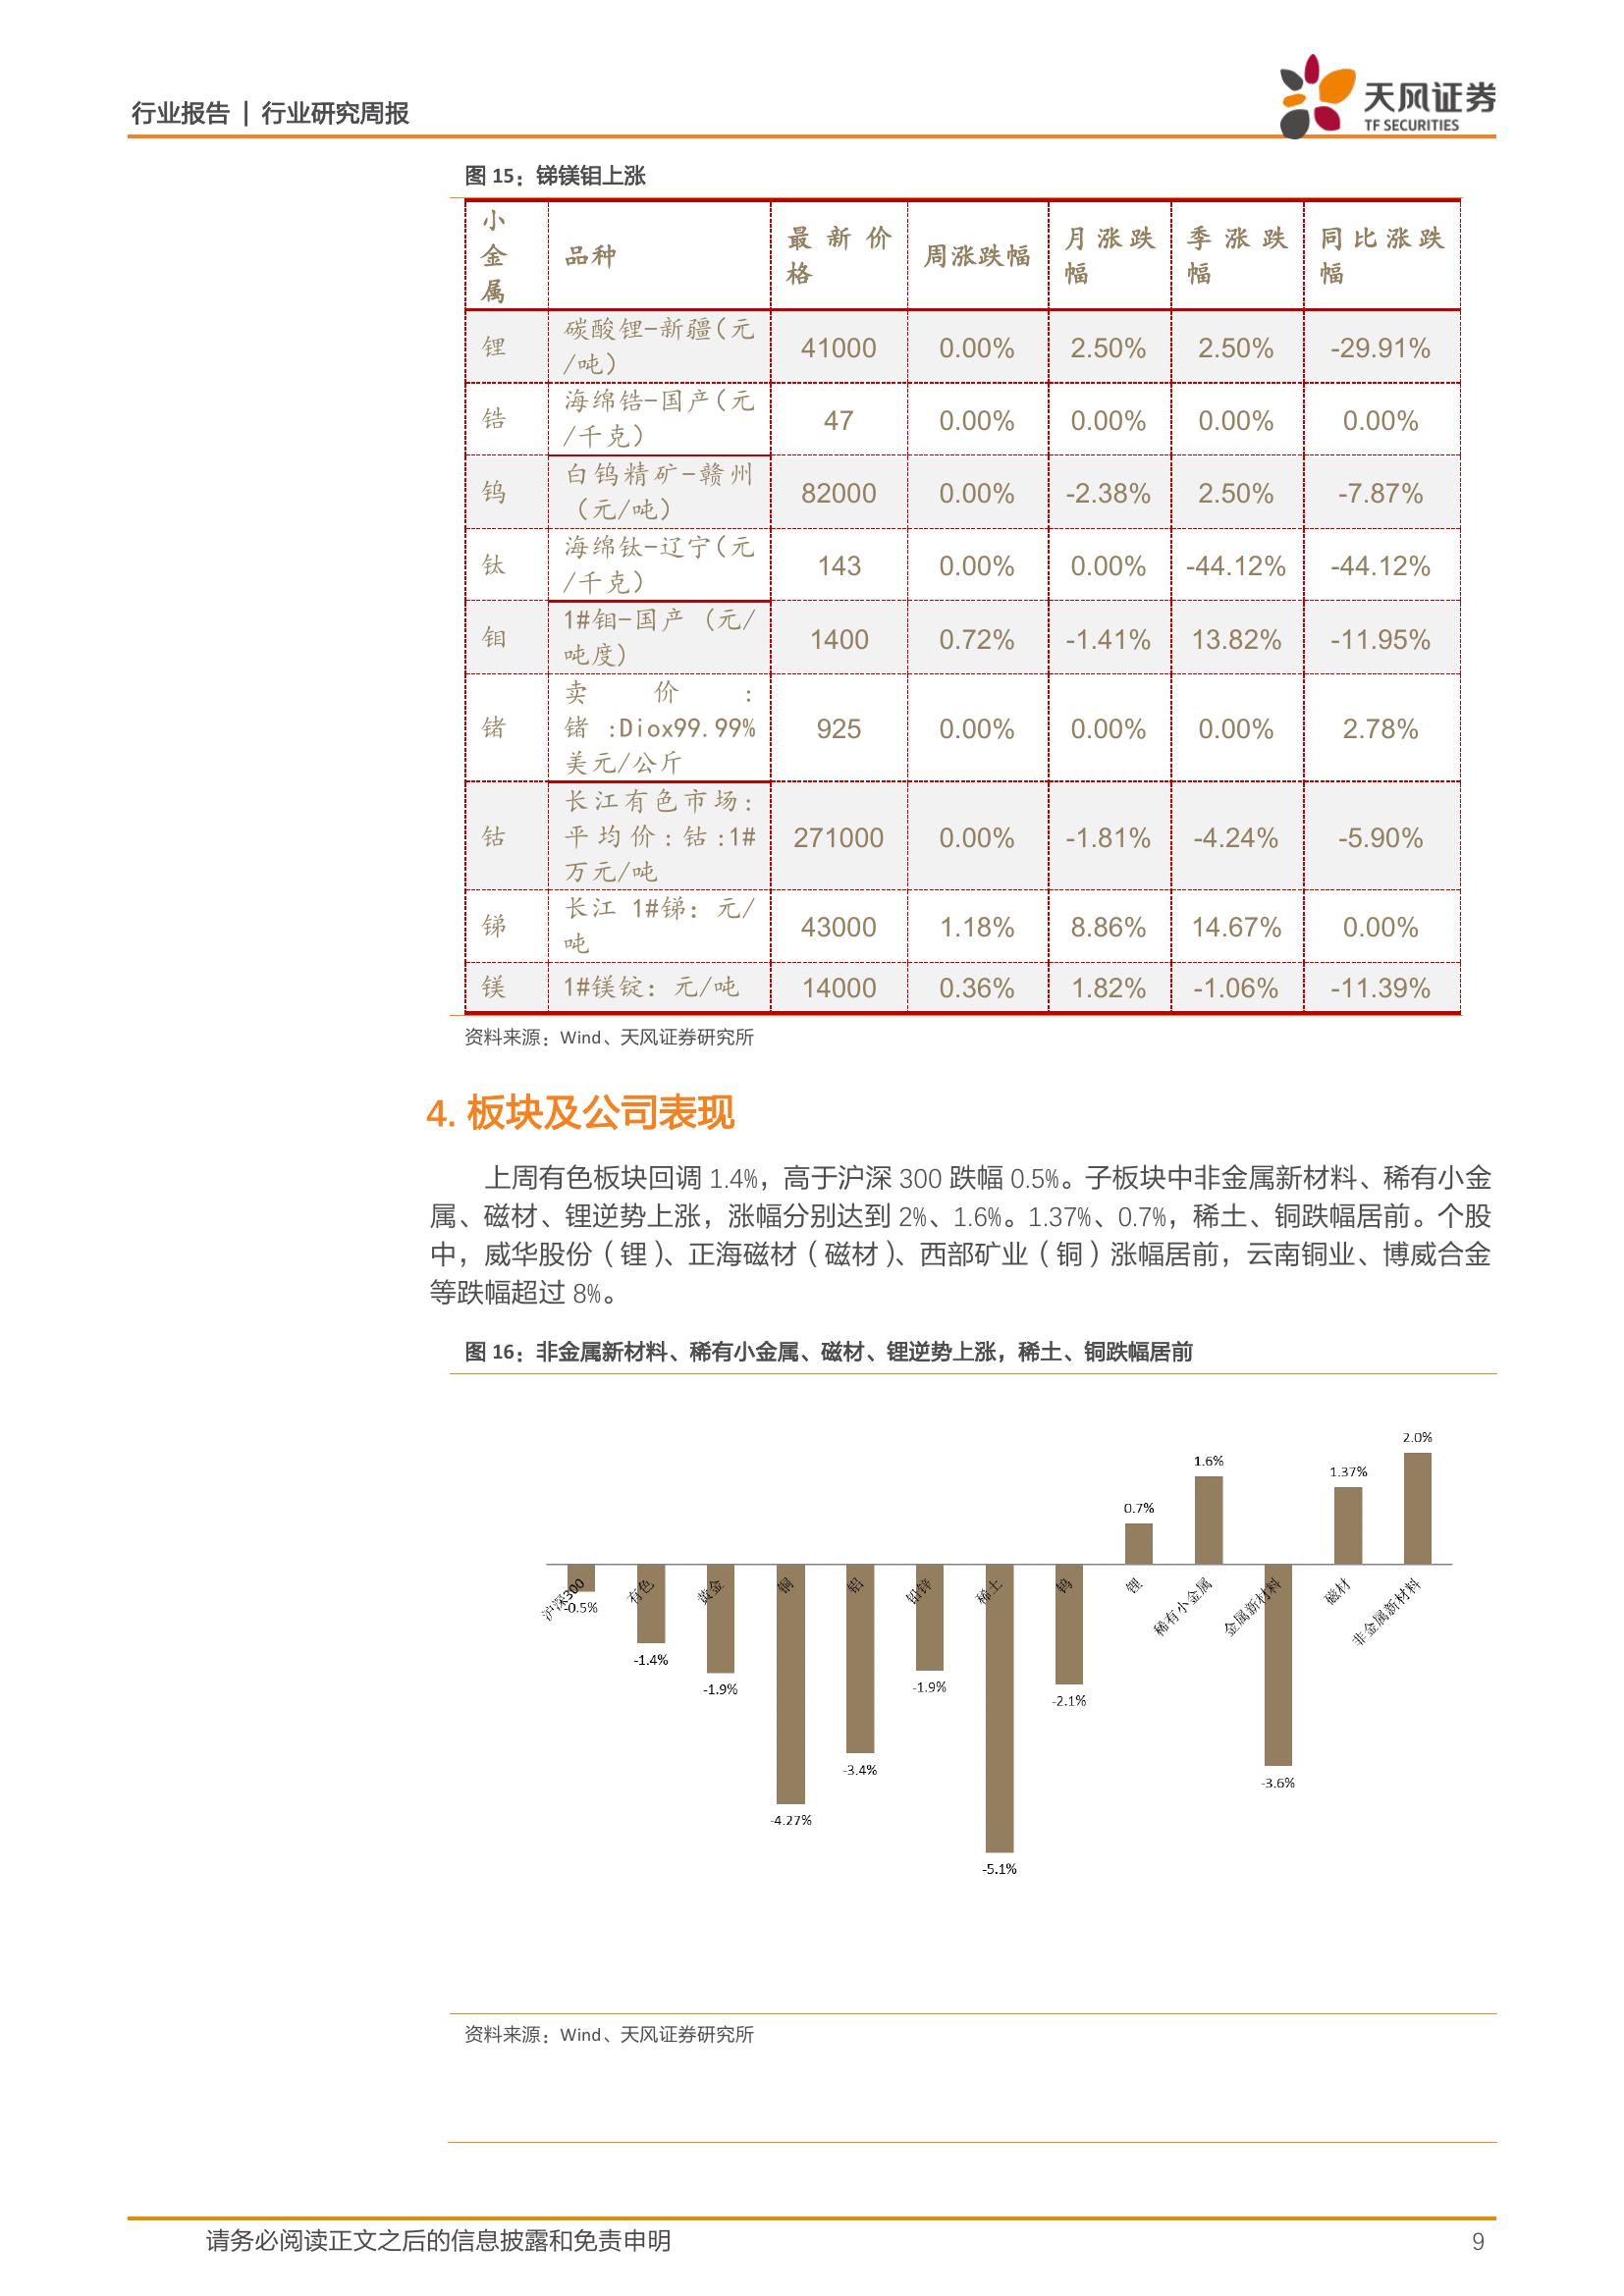 行业报告 | 行业研究周报
天风证券
TF SECURITIES
图 15：锑镁钼上涨
小金属 品种 最新价格 周涨跌幅 月涨跌幅 季涨跌幅 同比涨跌幅
锂 碳酸锂-新疆(元/吨) 41000 0.00% 2.50% 2.50% -29.91%
锆 海绵锆-国产(元/千克) 47 0.00% 0.00% 0.00% 0.00%
钨 白钨精矿-赣州（元/吨） 82000 0.00% -2.38% 2.50% -7.87%
钛 海绵钛-辽宁(元/千克) 143 0.00% 0.00% -44.12% -44.12%
钼 1#钼-国产 (元/吨度) 1400 0.72% -1.41% 13.82% -11.95%
锗 卖价:锗:Diox99.99%美元/公斤 925 0.00% 0.00% 0.00% 2.78%
钴 长江有色市场:平均价:钴:1# 万元/吨 271000 0.00% -1.81% -4.24% -5.90%
锑 长江 1#锑: 元/吨 43000 1.18% 8.86% 14.67% 0.00%
镁 1#镁锭: 元/吨 14000 0.36% 1.82% -1.06% -11.39%
资料来源：Wind、天风证券研究所
4. 板块及公司表现
上周有色板块回调 1.4%，高于沪深 300 跌幅 0.5%。子板块中非金属新材料、稀有小金
属、磁材、锂逆势上涨，涨幅分别达到 2%、1.6%。1.37%、0.7%，稀土、铜跌幅居前。个股
中，威华股份（锂）、正海磁材（磁材）、西部矿业（铜）涨幅居前，云南铜业、博威合金
等跌幅超过 8%。
图 16：非金属新材料、稀有小金属、磁材、锂逆势上涨，稀土、铜跌幅居前
2.0%
1.6%
1.37%
0.7%
沪深300 有色 黄金 铜 铝 铅锌 稀土 钨 锂 稀有小金属 金属新材料 磁材 非金属新材料
-0.5%
-1.4%
-1.9%
-1.9%
-2.1%
-3.4%
-3.6%
-4.27%
-5.1%
资料来源：Wind、天风证券研究所
请务必阅读正文之后的信息披露和免责申明 9